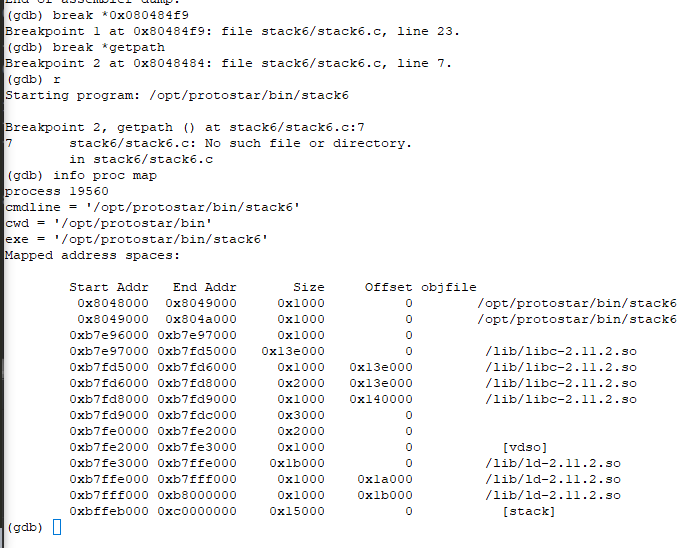 End of assembler dump.
(gdb) break *0x080484f9
Breakpoint 1 at 0x80484f9: file stack6/stack6.c, line 23.
(gdb) break *getpath
Breakpoint 2 at 0x8048484: file stack6/stack6.c, line 7.
(gdb) r
Starting program: /opt/protostar/bin/stack6
Breakpoint 2, getpath () at stack6/stack6.c:7
7 stack6/stack6.c: No such file or directory.
in stack6/stack6.c
(gdb) info proc map
process 19560
cmdline = '/opt/protostar/bin/stack6'
cwd = '/opt/protostar/bin'
exe = '/opt/protostar/bin/stack6'
Mapped address spaces:
Start Addr End Addr Size Offset objfile
0x8048000 0x8049000 0x1000 0 /opt/protostar/bin/stack6
0x8049000 0x804a000 0x1000 0 /opt/protostar/bin/stack6
0xb7e96000 0xb7e97000 0x1000 0
0xb7e97000 0xb7fd5000 0x13e000 0 /lib/libc-2.11.2.so
0xb7fd5000 0xb7fd6000 0x1000 0x13e000 /lib/libc-2.11.2.so
0xb7fd6000 0xb7fd8000 0x2000 0x13e000 /lib/libc-2.11.2.so
0xb7fd8000 0xb7fd9000 0x1000 0x140000 /lib/libc-2.11.2.so
0xb7fd9000 0xb7fdc000 0x3000 0
0xb7fe0000 0xb7fe2000 0x2000 0
0xb7fe2000 0xb7fe3000 0x1000 0 [vdso]
0xb7fe3000 0xb7ffe000 0x1b000 0 /lib/ld-2.11.2.so
0xb7ffe000 0xb7fff000 0x1000 0x1a000 /lib/ld-2.11.2.so
0xb7fff000 0xb8000000 0x1000 0x1b000 /lib/ld-2.11.2.so
0xbffeb000 0xc0000000 0x15000 0 [stack]
(gdb)